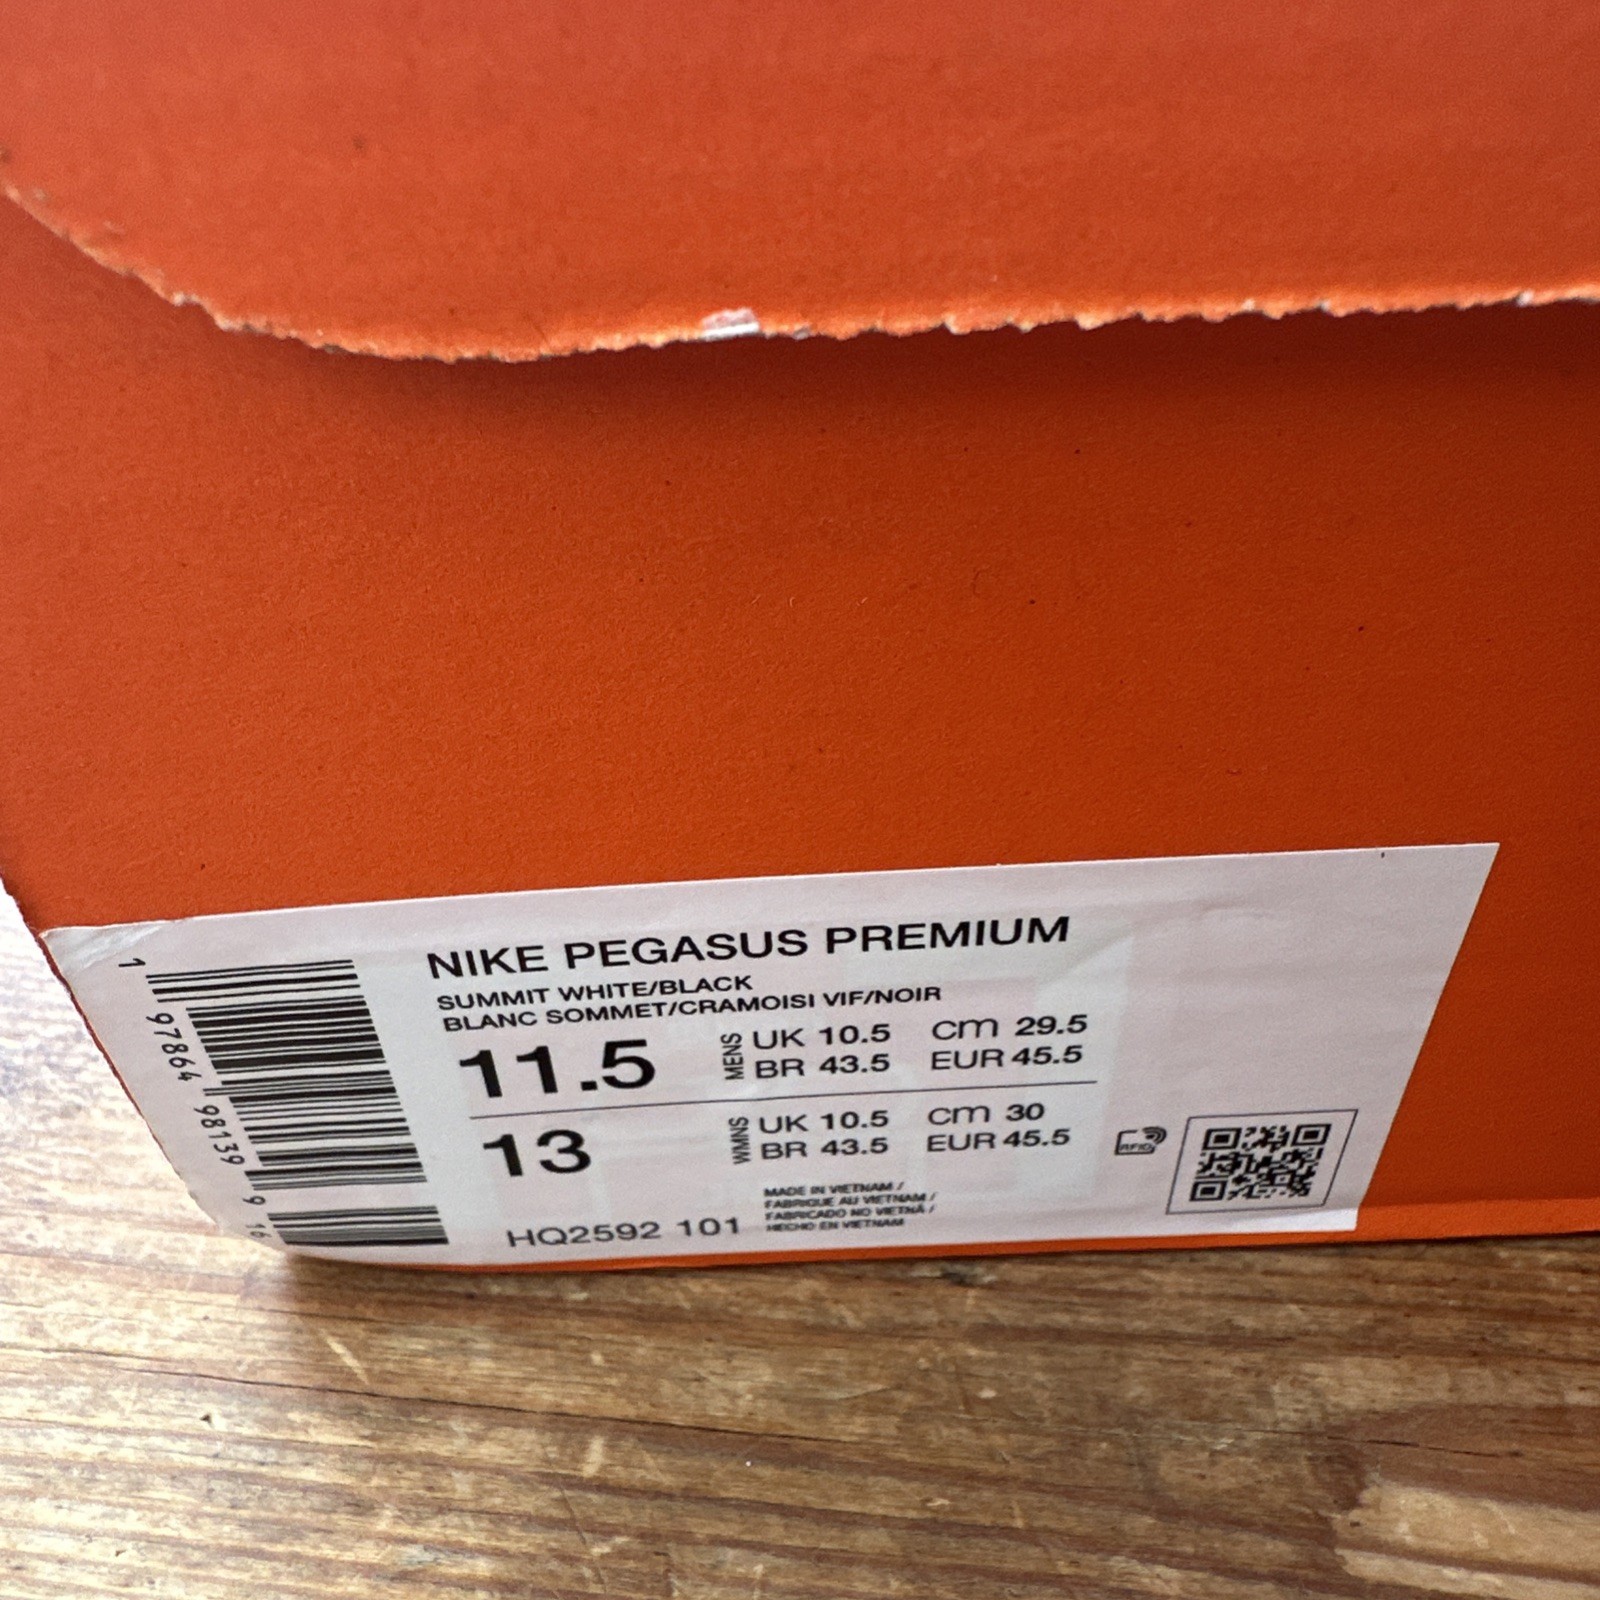 NIKE PEGASUS PREMIUM
SUMMIT WHITE/BLACK
BLANC SOMMET/CRAMOISI VIF/NOIR
11.5 MENS UK 10.5 CM 29.5
BR 43.5 EUR 45.5
13 WMNS UK 10.5 CM 30
BR 43.5 EUR 45.5
RFID
MADE IN VIETNAM /
FABRIQUE AU VIETNAM /
FABRICADO NO VIETNÃ /
HECHO EN VIETNAM
HQ2592 101
1 97864 98139 9 16